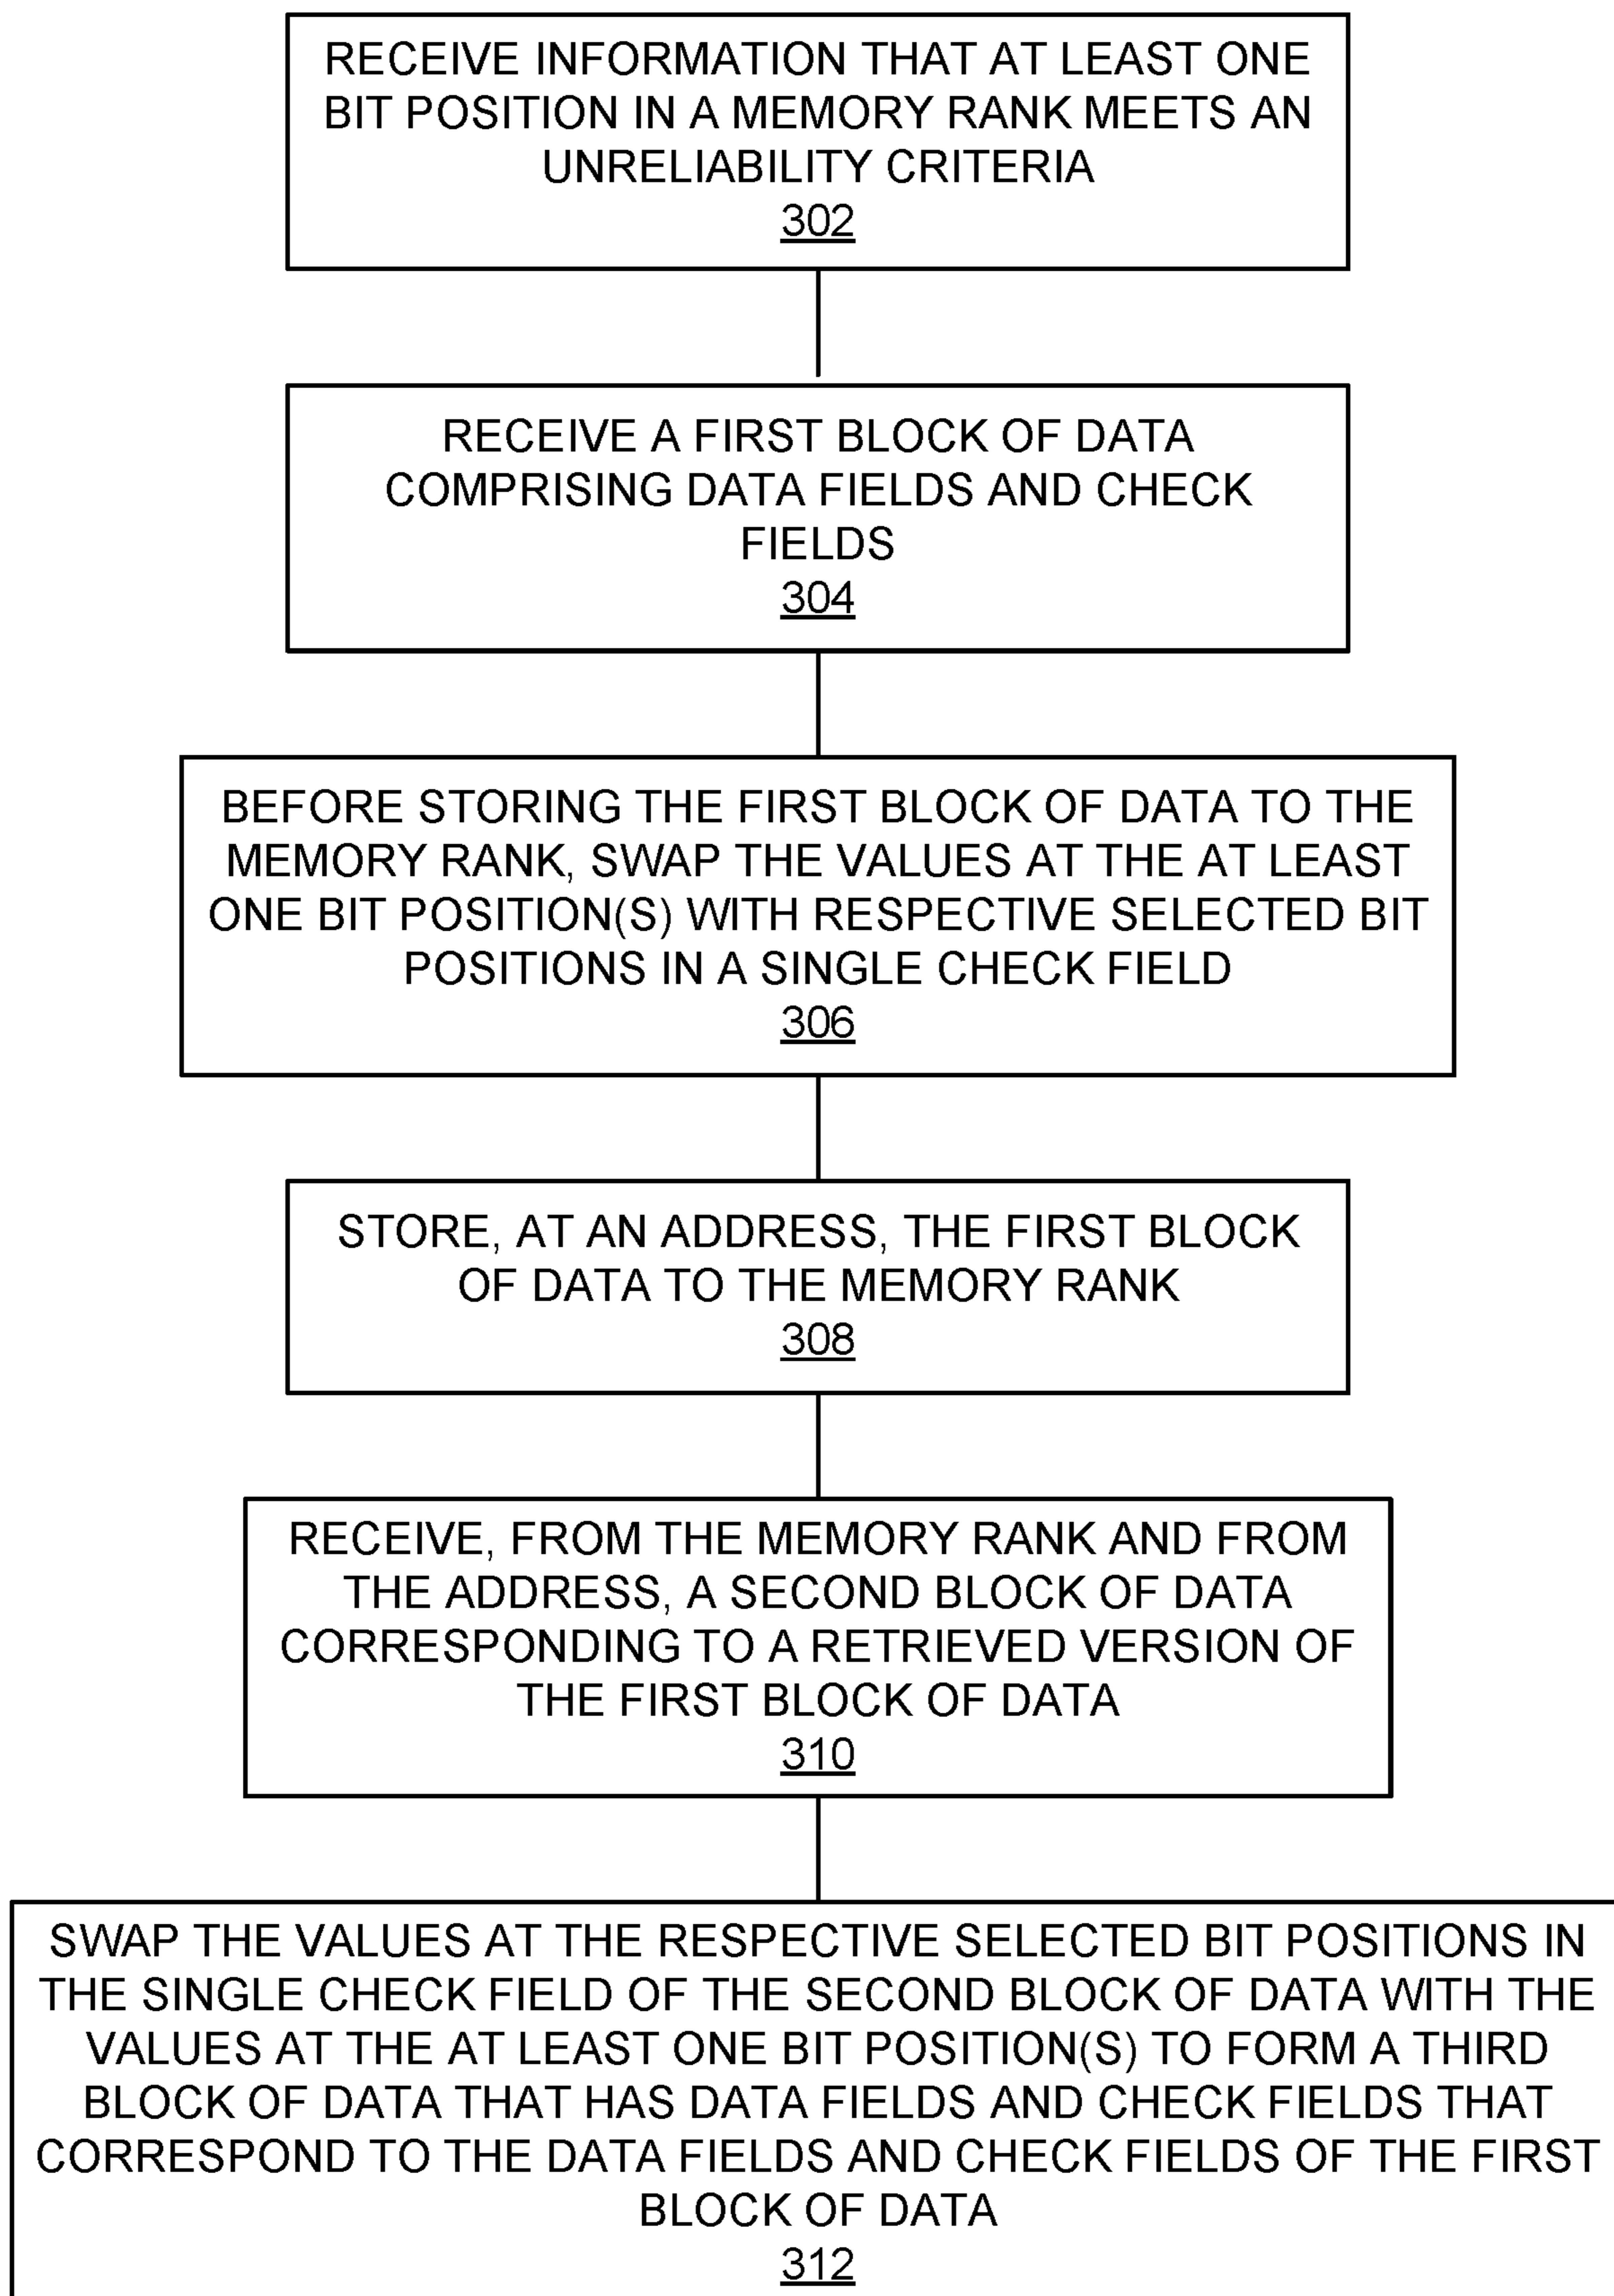 RECEIVE INFORMATION THAT AT LEAST ONE
BIT POSITION IN A MEMORY RANK MEETS AN
UNRELIABILITY CRITERIA
302
RECEIVE A FIRST BLOCK OF DATA
COMPRISING DATA FIELDS AND CHECK
FIELDS
304
BEFORE STORING THE FIRST BLOCK OF DATA TO THE
MEMORY RANK, SWAP THE VALUES AT THE AT LEAST
ONE BIT POSITION(S) WITH RESPECTIVE SELECTED BIT
POSITIONS IN A SINGLE CHECK FIELD
306
STORE, AT AN ADDRESS, THE FIRST BLOCK
OF DATA TO THE MEMORY RANK
308
RECEIVE, FROM THE MEMORY RANK AND FROM
THE ADDRESS, A SECOND BLOCK OF DATA
CORRESPONDING TO A RETRIEVED VERSION OF
THE FIRST BLOCK OF DATA
310
SWAP THE VALUES AT THE RESPECTIVE SELECTED BIT POSITIONS IN
THE SINGLE CHECK FIELD OF THE SECOND BLOCK OF DATA WITH THE
VALUES AT THE AT LEAST ONE BIT POSITION(S) TO FORM A THIRD
BLOCK OF DATA THAT HAS DATA FIELDS AND CHECK FIELDS THAT
CORRESPOND TO THE DATA FIELDS AND CHECK FIELDS OF THE FIRST
BLOCK OF DATA
312